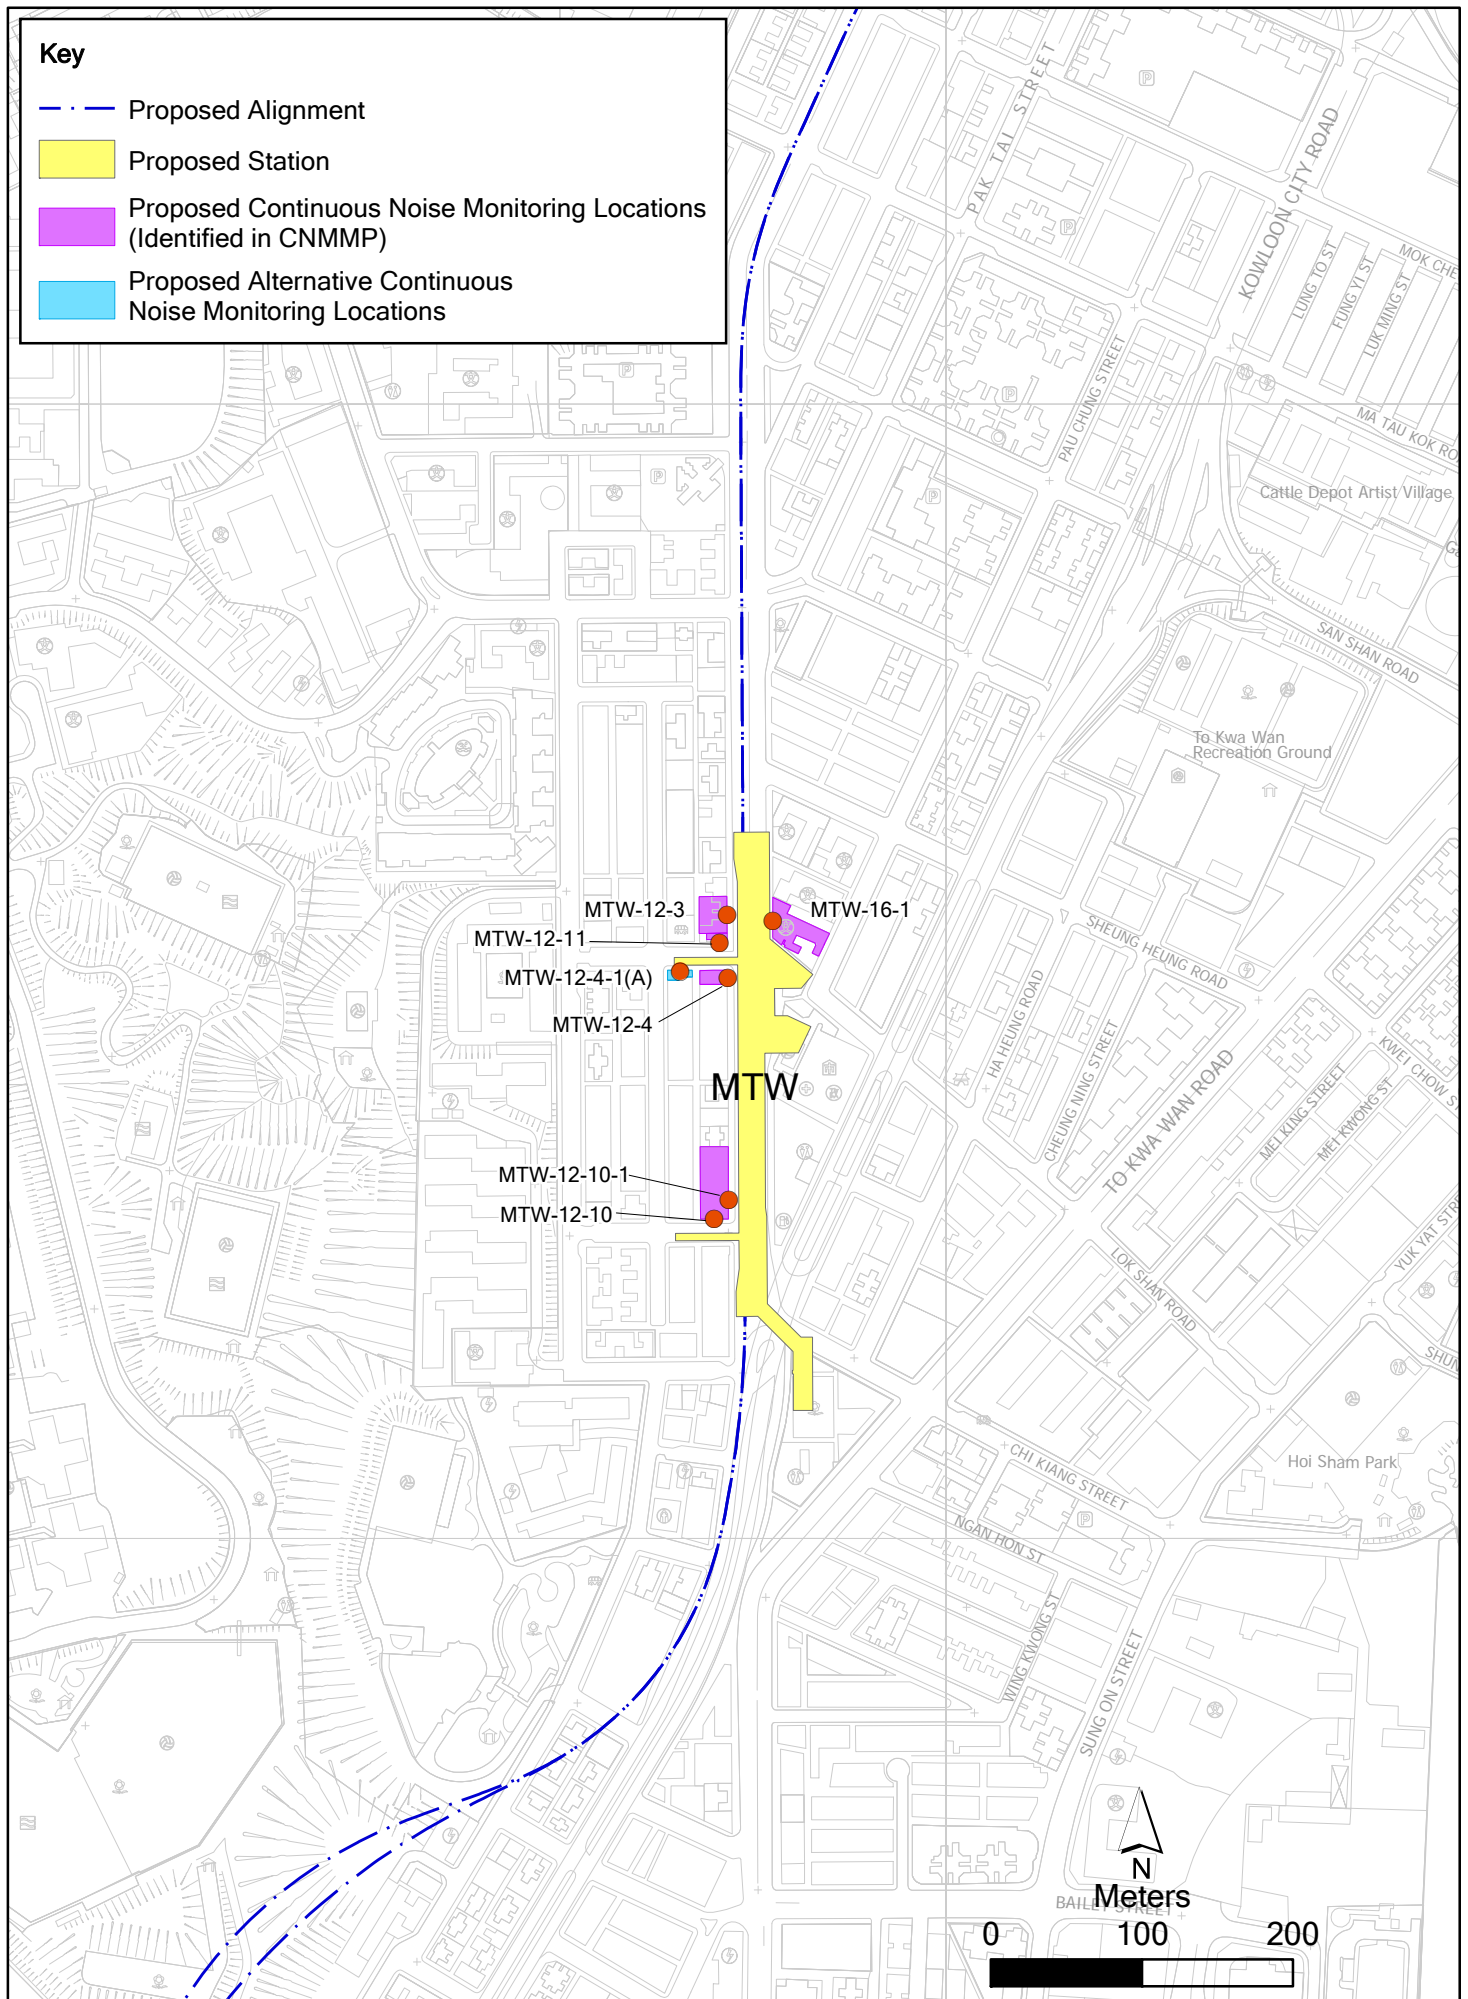 Key
Proposed Alignment
Proposed Station
Proposed Continuous Noise Monitoring Locations
(Identified in CNMMP)
Proposed Alternative Continuous
Noise Monitoring Locations
PAK TAI STREET
KOWLOON CITY ROAD
LUNG TO ST
FUNG YI ST
LUK MING ST
MOK CHE
PAU CHUNG STREET
MA TAU KOK RO
Cattle Depot Artist Village
Ga
SAN SHAN ROAD
To Kwa Wan
Recreation Ground
MTW-12-3
MTW-16-1
MTW-12-11
MTW-12-4-1(A)
MTW-12-4
SHEUNG HEUNG ROAD
HA HEUNG ROAD
CHEUNG NING STREET
TO KWA WAN ROAD
KWEI CHOW S
MEI KING STREET
MEI KWONG ST
MTW
MTW-12-10-1
MTW-12-10
YUK YAT STRE
LOK SHAN ROAD
SHUN
CHI KIANG STREET
Hoi Sham Park
NGAN HON ST
WING KWONG ST
SUNG ON STREET
N
Meters
BAILEY STREET
0 100 200